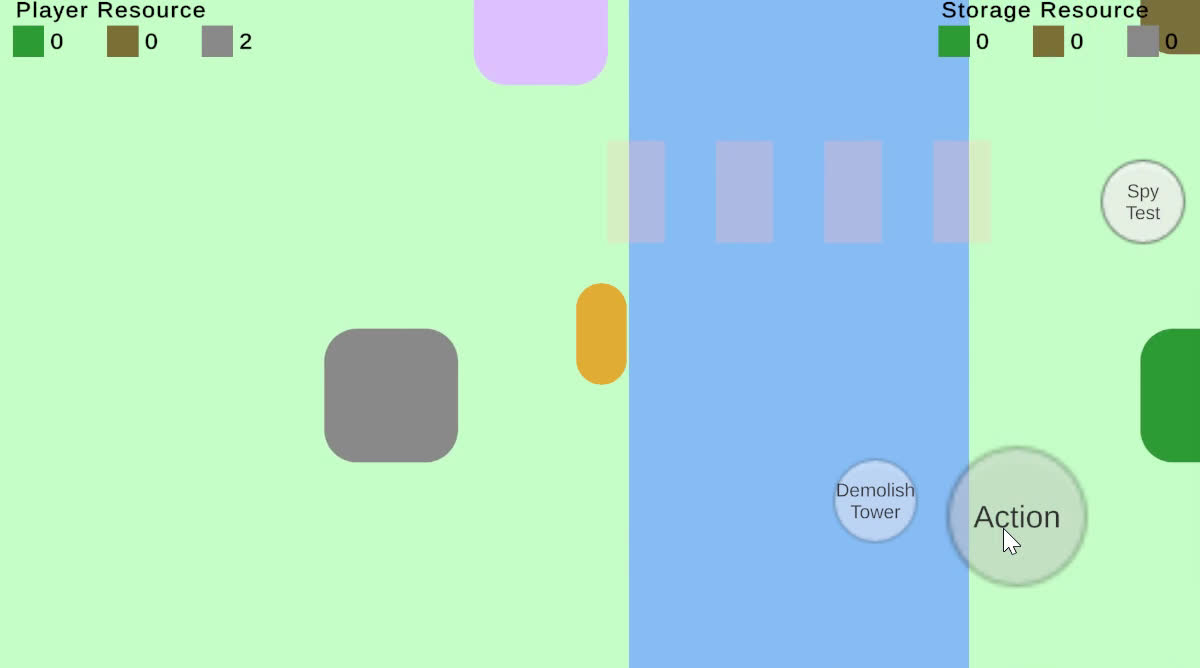 Player Resource
0 0 2
Storage Resource
0 0 0
Spy
Test
Demolish
Tower
Action